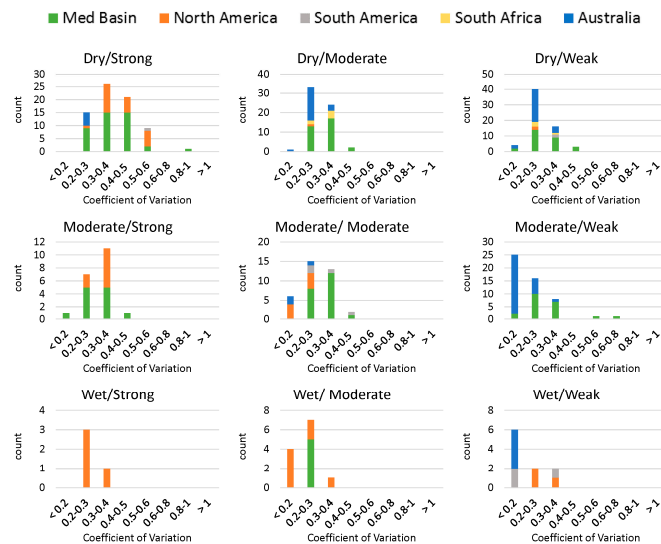 Med Basin North America South America South Africa Australia
Dry/Strong Dry/Moderate Dry/Weak
count
30
25
20
15
10
5
0
< 0.2 0.2-0.3 0.3-0.4 0.4-0.5 0.5-0.6 0.6-0.8 0.8-1 > 1
Coefficient of Variation
count
40
30
20
10
0
< 0.2 0.2-0.3 0.3-0.4 0.4-0.5 0.5-0.6 0.6-0.8 0.8-1 > 1
Coefficient of Variation
count
50
40
30
20
10
0
< 0.2 0.2-0.3 0.3-0.4 0.4-0.5 0.5-0.6 0.6-0.8 0.8-1 > 1
Coefficient of Variation
Moderate/Strong Moderate/ Moderate Moderate/Weak
count
12
10
8
6
4
2
0
< 0.2 0.2-0.3 0.3-0.4 0.4-0.5 0.5-0.6 0.6-0.8 0.8-1 > 1
Coefficient of Variation
count
20
15
10
5
0
< 0.2 0.2-0.3 0.3-0.4 0.4-0.5 0.5-0.6 0.6-0.8 0.8-1 > 1
Coefficient of Variation
count
30
25
20
15
10
5
0
< 0.2 0.2-0.3 0.3-0.4 0.4-0.5 0.5-0.6 0.6-0.8 0.8-1 > 1
Coefficient of Variation
Wet/Strong Wet/ Moderate Wet/Weak
count
4
3
2
1
0
< 0.2 0.2-0.3 0.3-0.4 0.4-0.5 0.5-0.6 0.6-0.8 0.8-1 > 1
Coefficient of Variation
count
8
6
4
2
0
< 0.2 0.2-0.3 0.3-0.4 0.4-0.5 0.5-0.6 0.6-0.8 0.8-1 > 1
Coefficient of Variation
count
8
6
4
2
0
< 0.2 0.2-0.3 0.3-0.4 0.4-0.5 0.5-0.6 0.6-0.8 0.8-1 > 1
Coefficient of Variation